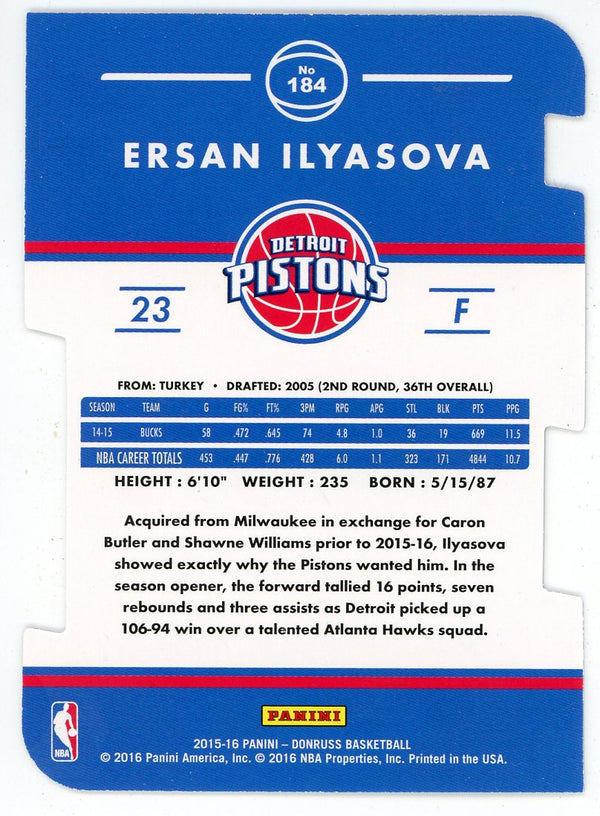 No
184
ERSAN ILYASOVA
DETROIT
PISTONS
23 F
FROM: TURKEY • DRAFTED: 2005 (2ND ROUND, 36TH OVERALL)
SEASON TEAM G FG% FT% 3PM RPG APG STL BLK PTS PPG
14-15 BUCKS 58 .472 .645 74 4.8 1.0 36 19 669 11.5
NBA CAREER TOTALS 453 .447 .776 428 6.0 1.1 323 171 4844 10.7
HEIGHT : 6'10" WEIGHT : 235 BORN : 5/15/87
Acquired from Milwaukee in exchange for Caron
Butler and Shawne Williams prior to 2015-16, Ilyasova
showed exactly why the Pistons wanted him. In the
season opener, the forward tallied 16 points, seven
rebounds and three assists as Detroit picked up a
106-94 win over a talented Atlanta Hawks squad.
NBA
PANINI
2015-16 PANINI – DONRUSS BASKETBALL
© 2016 Panini America, Inc. © 2016 NBA Properties, Inc. Printed in the USA.